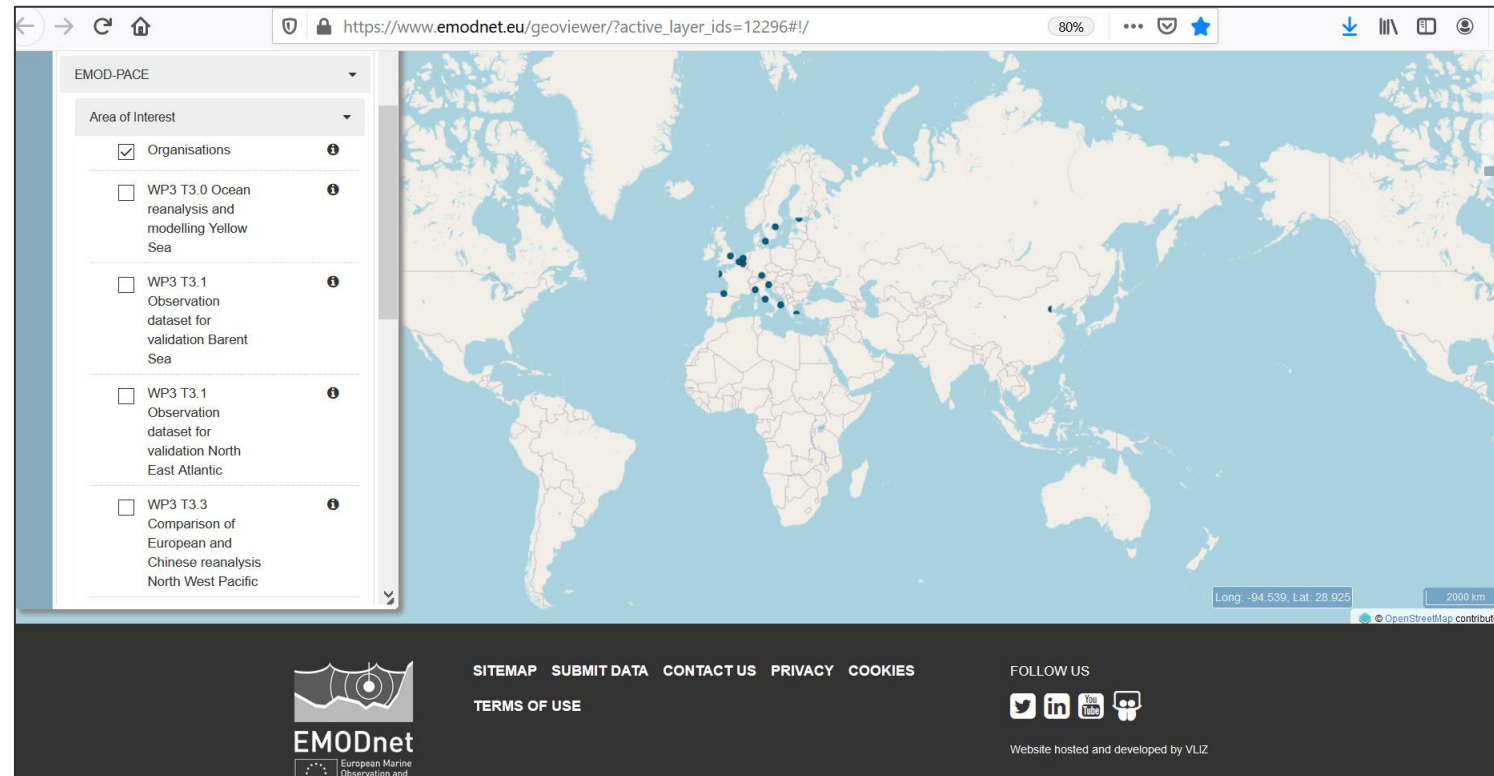 https://www.emodnet.eu/geoviewer/?active_layer_ids=12296#!/
80%
EMOD-PACE
Area of Interest
Organisations
WP3 T3.0 Ocean
reanalysis and
modelling Yellow
Sea
WP3 T3.1
Observation
dataset for
validation Barent
Sea
WP3 T3.1
Observation
dataset for
validation North
East Atlantic
WP3 T3.3
Comparison of
European and
Chinese reanalysis
North West Pacific
Long: -94.539, Lat: 28.925
2000 km
© OpenStreetMap contribut
SITEMAP SUBMIT DATA CONTACT US PRIVACY COOKIES
TERMS OF USE
FOLLOW US
You
Tube
Website hosted and developed by VLIZ
EMODnet
European Marine
Observation and